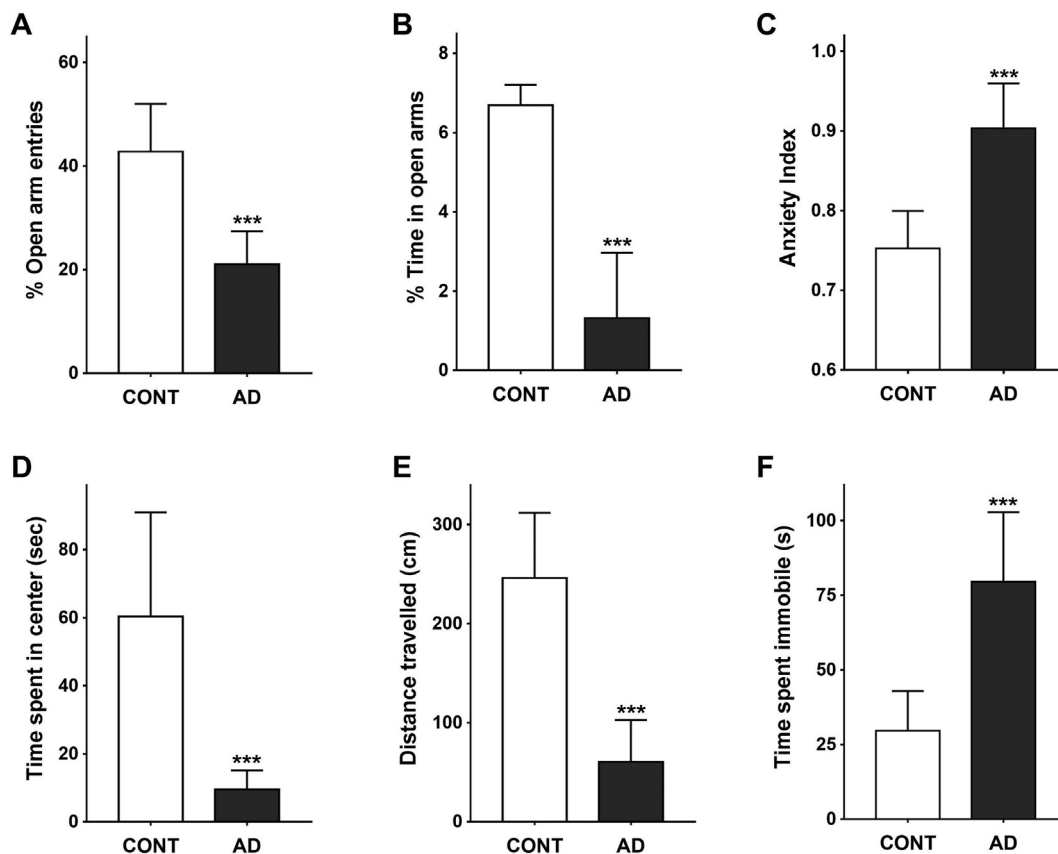 A
% Open arm entries
60
40
20
0
***
CONT AD
B
% Time in open arms
8
6
4
2
0
***
CONT AD
C
Anxiety Index
1.0
0.9
0.8
0.7
0.6
***
CONT AD
D
Time spent in center (sec)
80
60
40
20
0
***
CONT AD
E
Distance travelled (cm)
300
200
100
0
***
CONT AD
F
Time spent immobile (s)
100
75
50
25
0
***
CONT AD